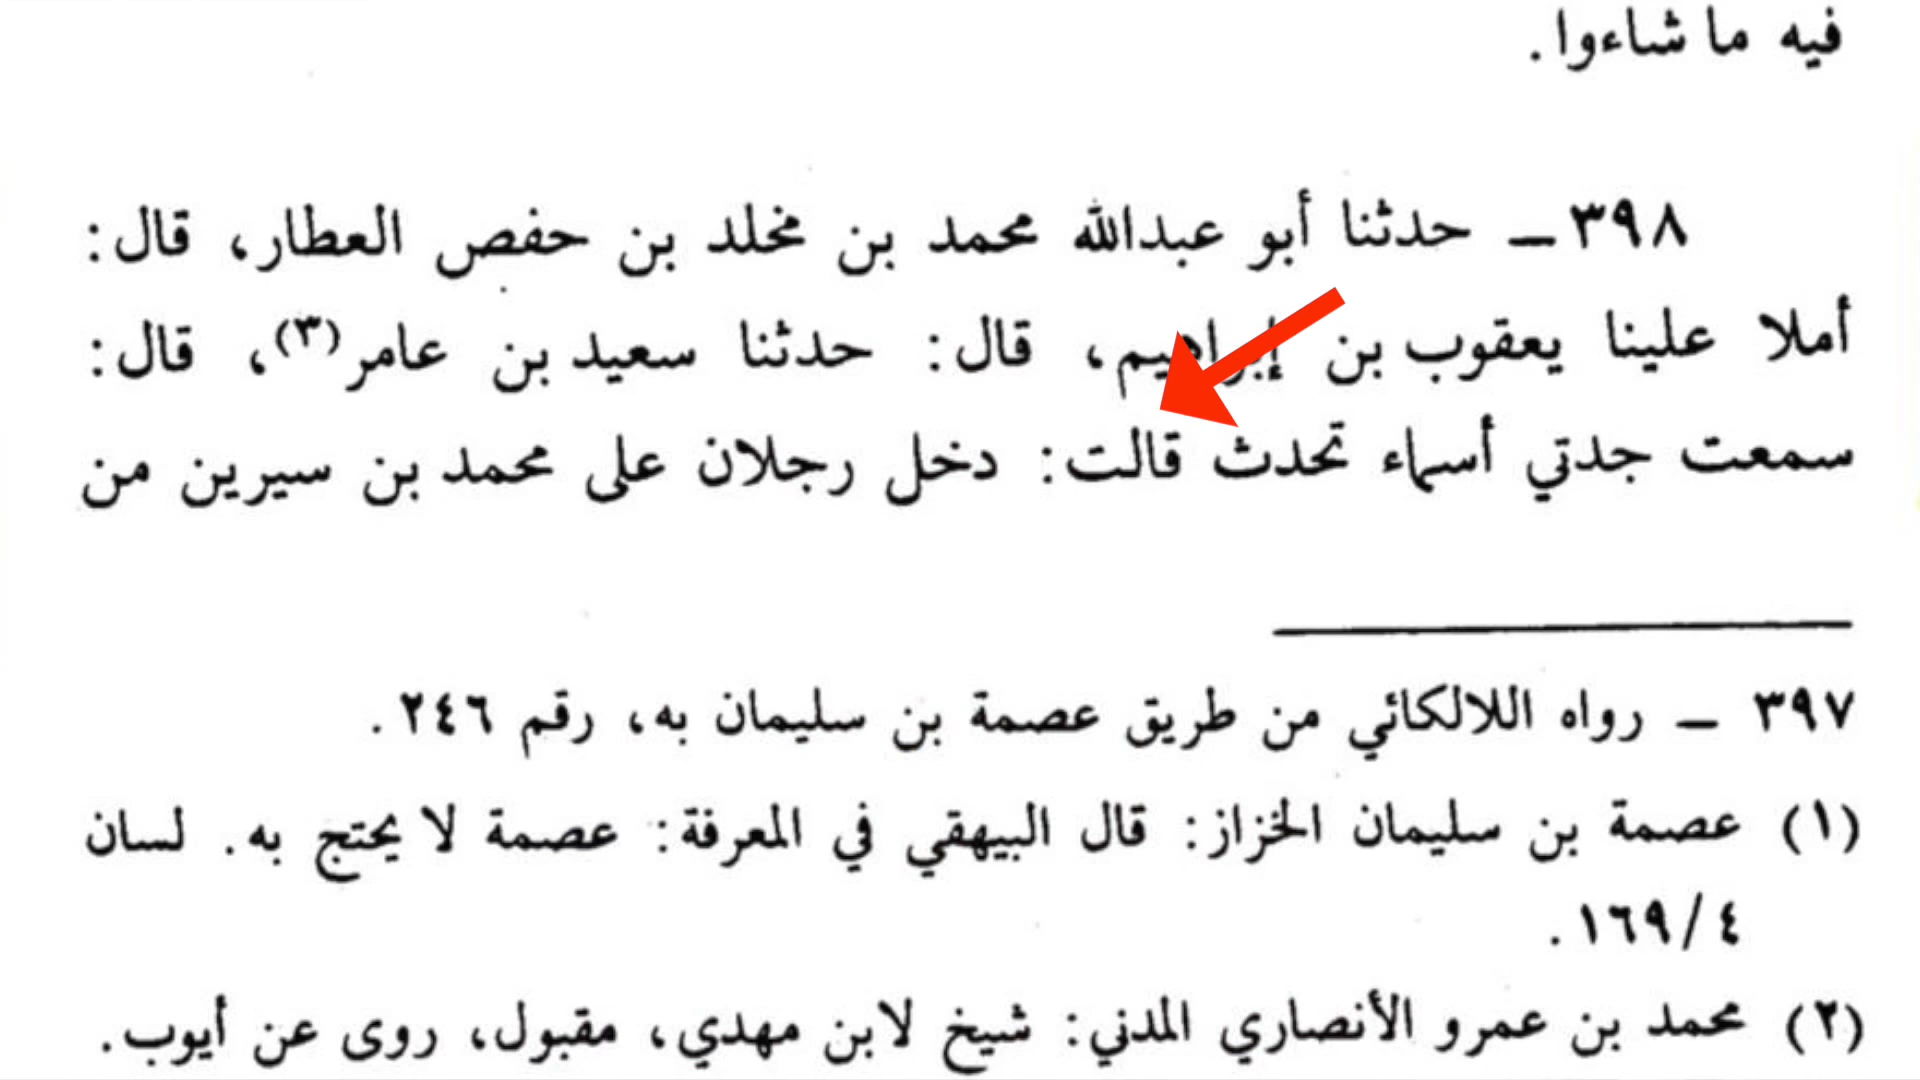 فيه ما شاءوا.
٣٩٨ – حدثنا أبو عبدالله محمد بن مخلد بن حفص العطار، قال:
أملا علينا يعقوب بن إبراهيم، قال: حدثنا سعيد بن عامر(٣)، قال:
سمعت جدتي أسماء تحدث قالت: دخل رجلان على محمد بن سيرين من
٣٩٧ – رواه اللالكائي من طريق عصمة بن سليمان به، رقم ٢٤٦.
(١) عصمة بن سليمان الخزاز: قال البيهقي في المعرفة: عصمة لا يحتج به. لسان
٤/١٦٩.
(٢) محمد بن عمرو الأنصاري المدني: شيخ لابن مهدي، مقبول، روى عن أيوب.